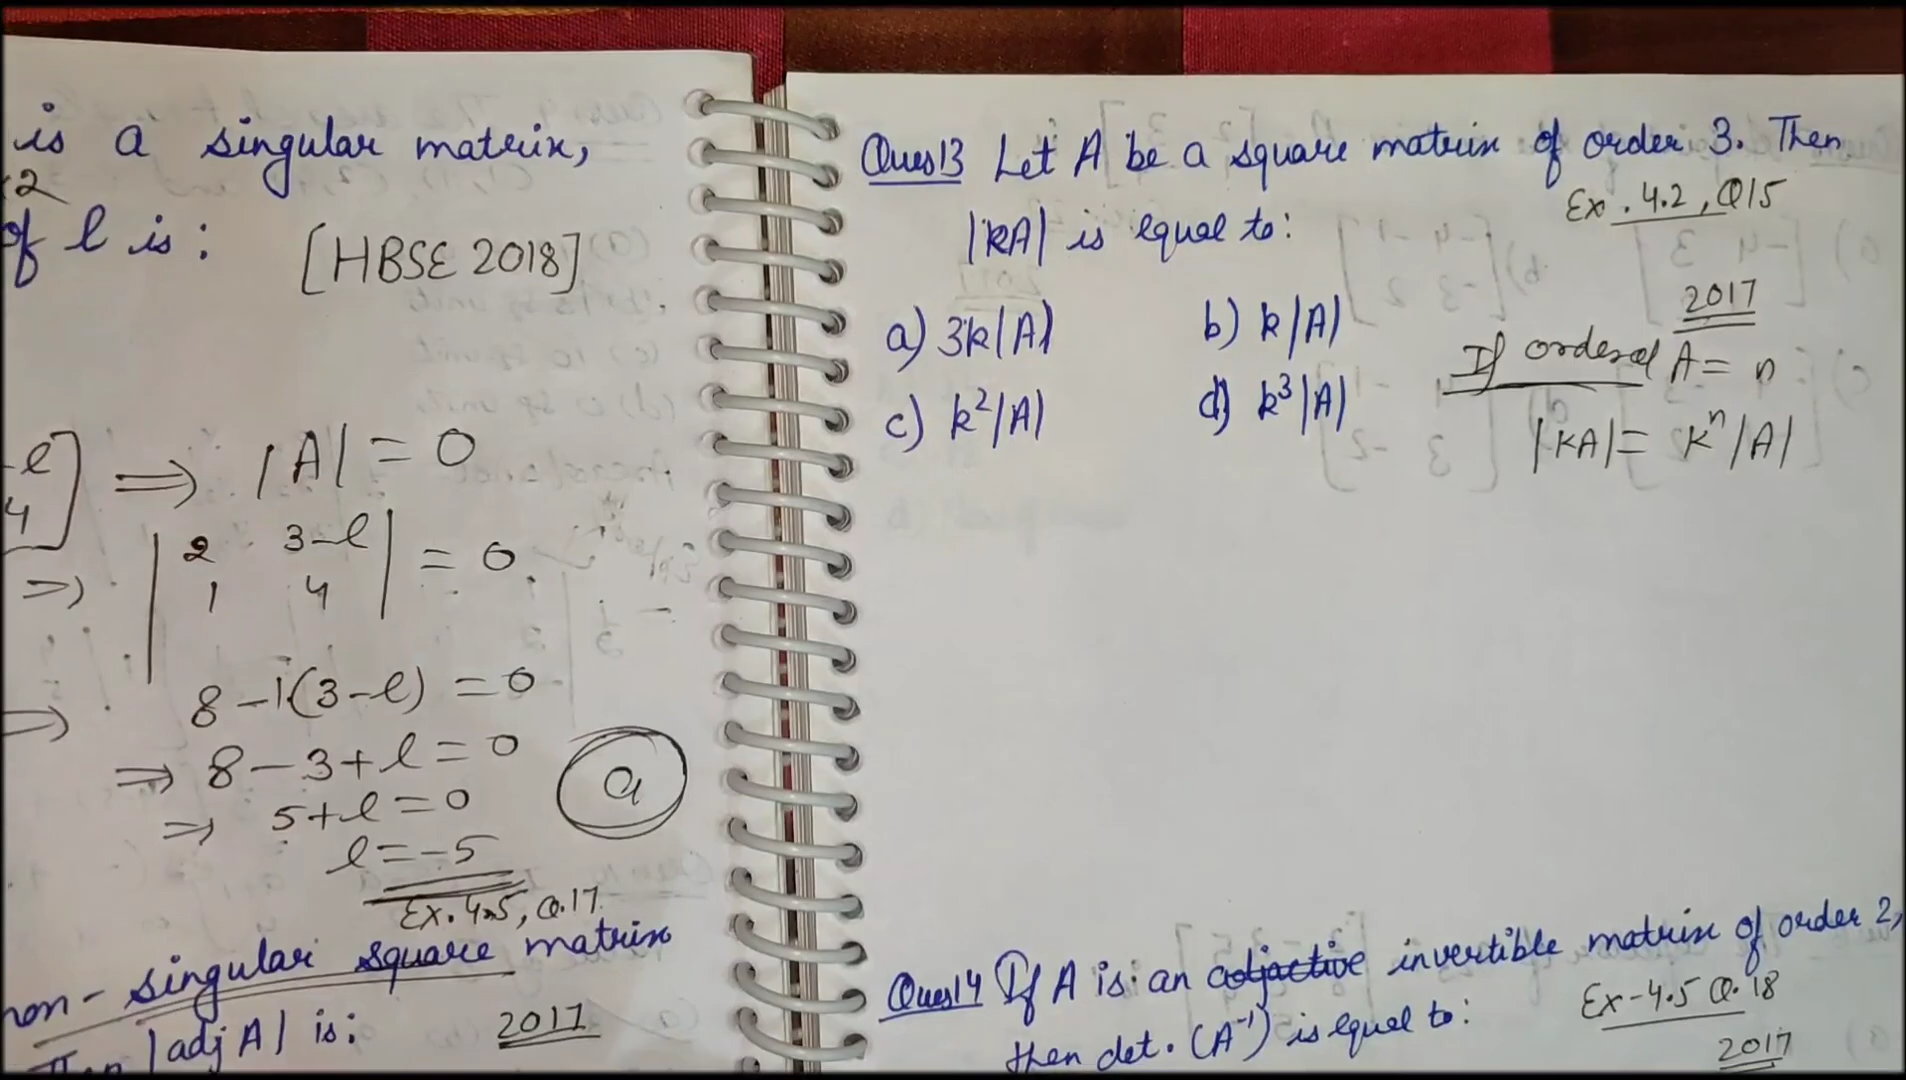 is a singular matrix,
2
of l is: [HBSE 2018]
-l
4
⟹ |A| = 0
⇒ | 2 3-l |
| 1 4 | = 0.
⇒ 8-1(3-l) = 0
⇒ 8-3+l = 0
⇒ 5+l = 0
l = -5
a
Ex. 4.5, Q.17.
non-singular square matrix
Then |adj A| is: 2017
Ques13 Let A be a square matrix of order 3. Then
Ex. 4.2, Q15
|kA| is equal to:
2017
a) 3k|A| b) k|A|
c) k²|A| d) k³|A|
If order of A = n
|KA| = kⁿ|A|
Ques14 If A is an adjactive invertible matrix of order 2,
then det. (A⁻¹) is equal to:
Ex-4.5 Q.18
2017